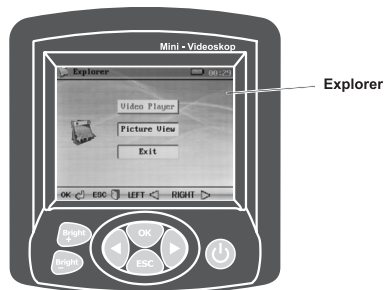 Mini - Videoskop
Explorer
00:29
Explorer
Video Player
Picture View
Exit
OK ESC LEFT RIGHT
Bright
+
OK
Bright
-
ESC